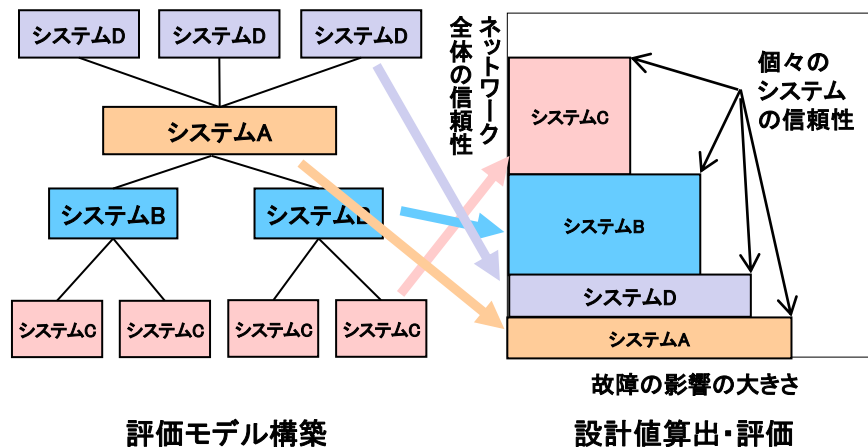 システムD
システムD
システムD
システムA
システムB
システムB
システムC
システムC
システムC
システムC
評価モデル構築
ネットワーク
全体の信頼性
個々の
システム
の信頼性
システムC
システムB
システムD
システムA
故障の影響の大きさ
設計値算出・評価